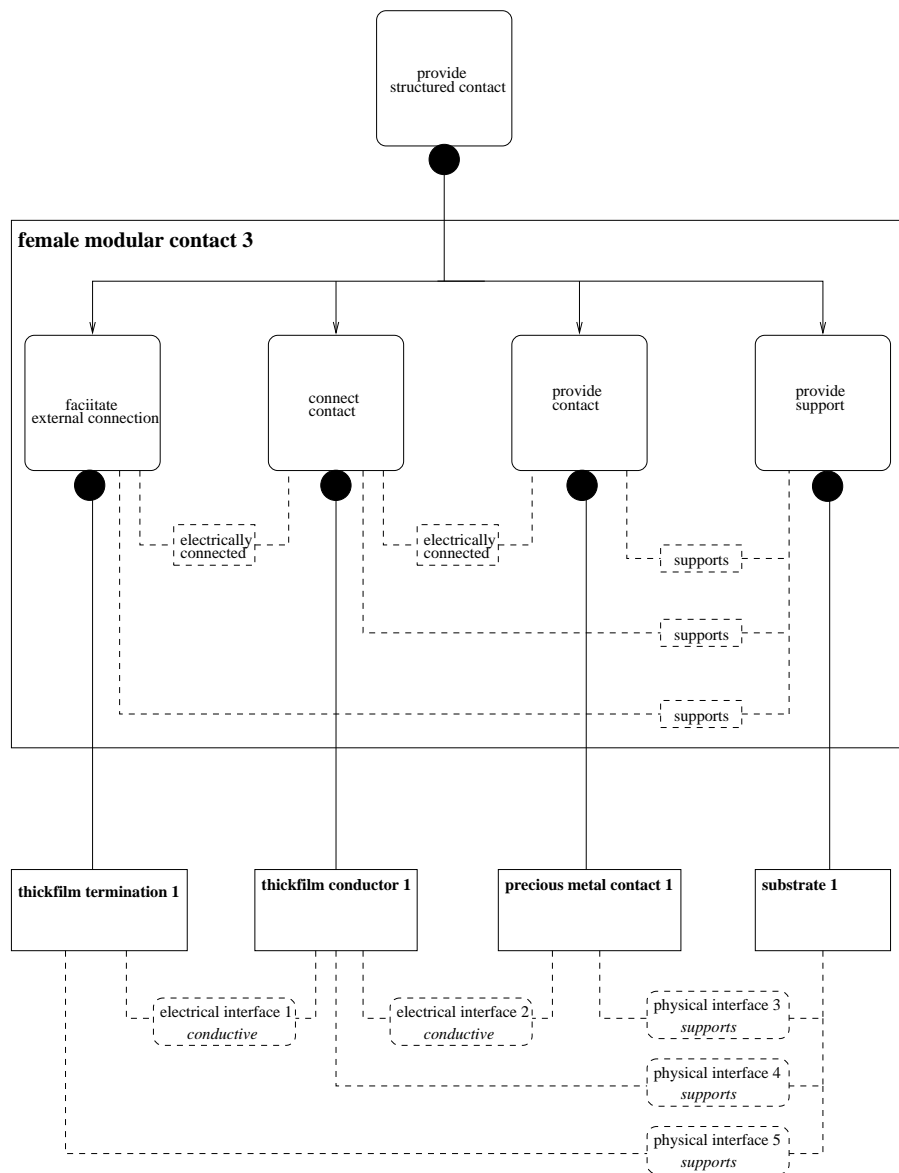 provide
structured contact
female modular contact 3
faciitate
external connection
connect
contact
provide
contact
provide
support
electrically
connected
electrically
connected
supports
supports
supports
thickfilm termination 1
thickfilm conductor 1
precious metal contact 1
substrate 1
electrical interface 1
conductive
electrical interface 2
conductive
physical interface 3
supports
physical interface 4
supports
physical interface 5
supports